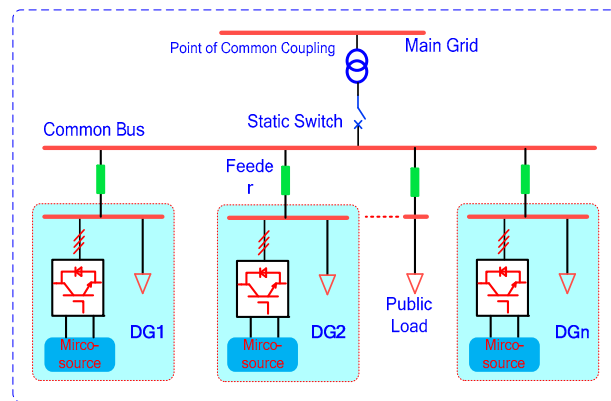 Point of Common Coupling
Main Grid
Static Switch
Common Bus
Feede
r
DG1
Mirco-
source
DG2
Mirco-
source
Public
Load
DGn
Mirco-
source